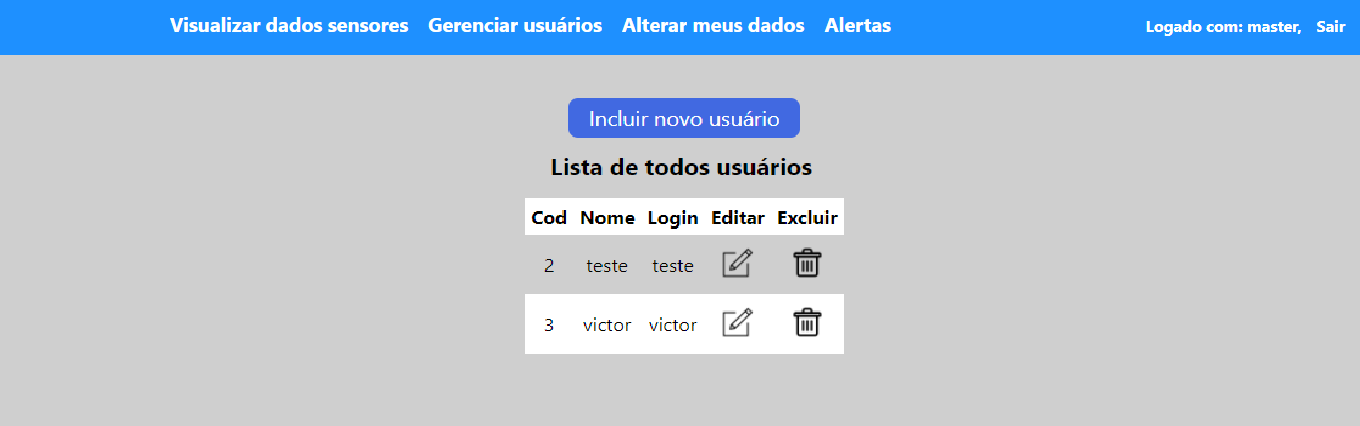 Visualizar dados sensores Gerenciar usuários Alterar meus dados Alertas Logado com: master, Sair
Incluir novo usuário
Lista de todos usuários
Cod Nome Login Editar Excluir
2 teste teste
3 victor victor